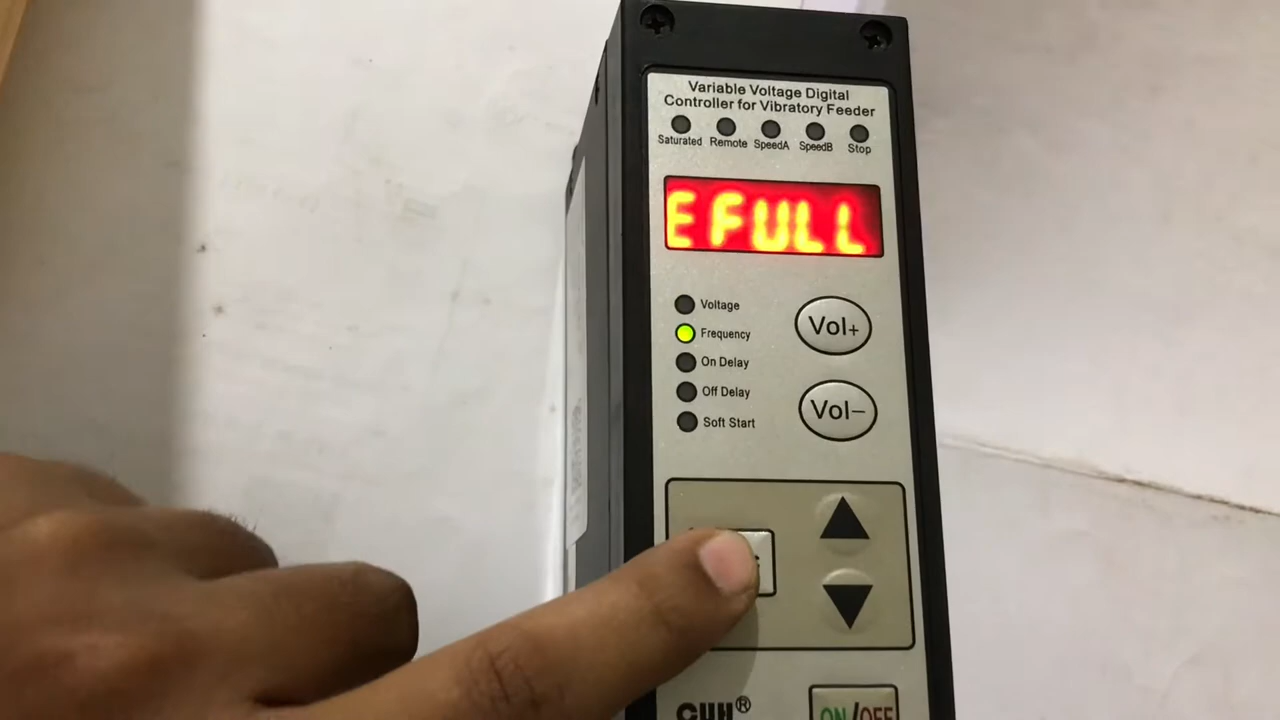 Variable Voltage Digital
Controller for Vibratory Feeder
Saturated Remote SpeedA SpeedB Stop
EFULL
Voltage
Frequency
On Delay
Off Delay
Soft Start
Vol+
Vol−
CUH®
ON/OFF